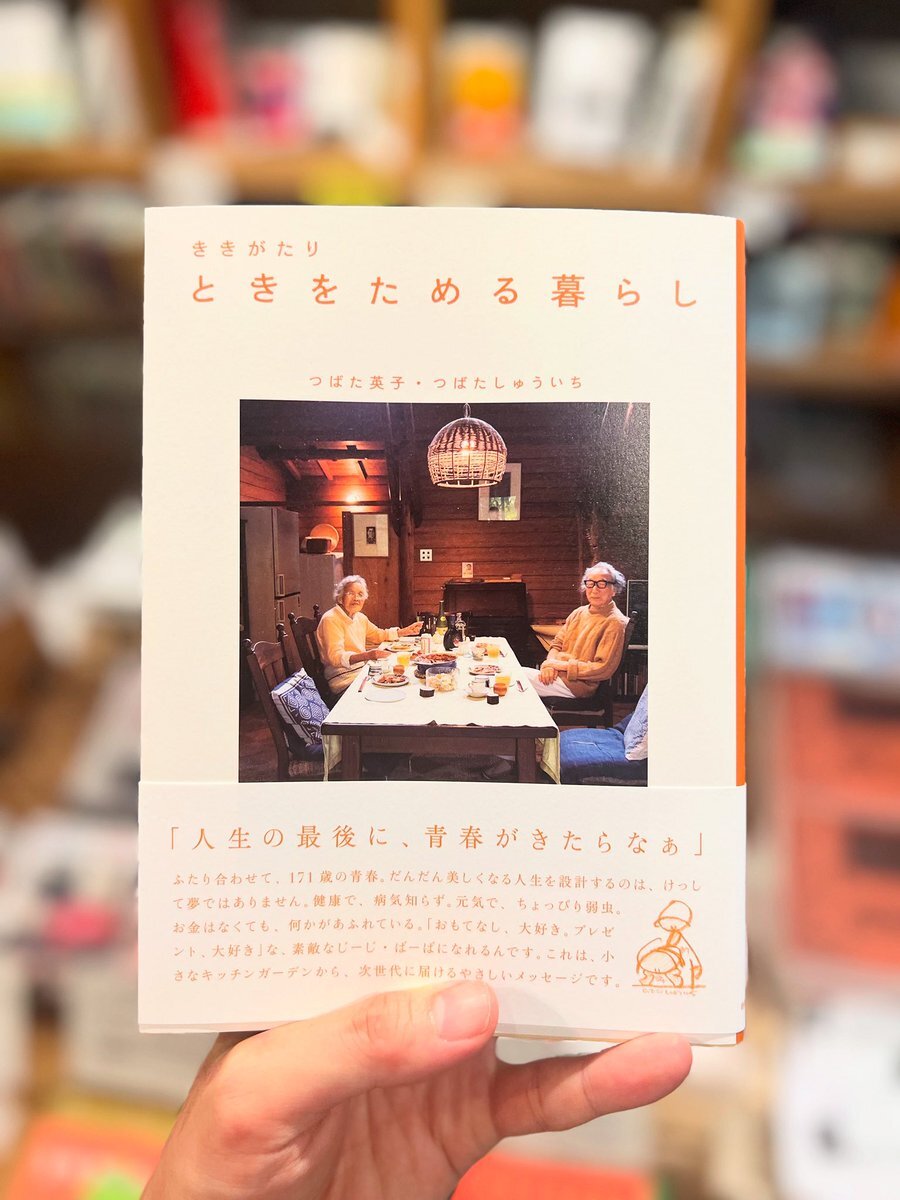 ききがたり
ときをためる暮らし
つばた英子・つばたしゅういち
「人生の最後に、青春がきたらなぁ」
ふたり合わせて、171歳の青春。だんだん美しくなる人生を設計するのは、けっし
て夢ではありません。健康で、病気知らず。元気で、ちょっぴり弱虫。
お金はなくても、何かがあふれている。「おもてなし、大好き。プレゼ
ント、大好き」な、素敵なじーじ・ばーばになれるんです。これは、小
さなキッチンガーデンから、次世代に届けるやさしいメッセージです。